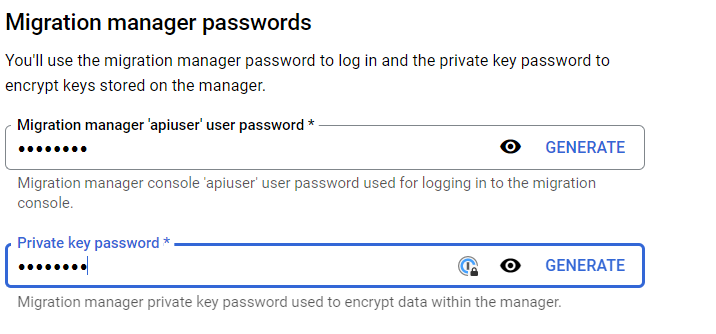 Migration manager passwords
You'll use the migration manager password to log in and the private key password to
encrypt keys stored on the manager.
Migration manager 'apiuser' user password *
•••••••• GENERATE
Migration manager console 'apiuser' user password used for logging in to the migration
console.
Private key password *
•••••••• GENERATE
Migration manager private key password used to encrypt data within the manager.